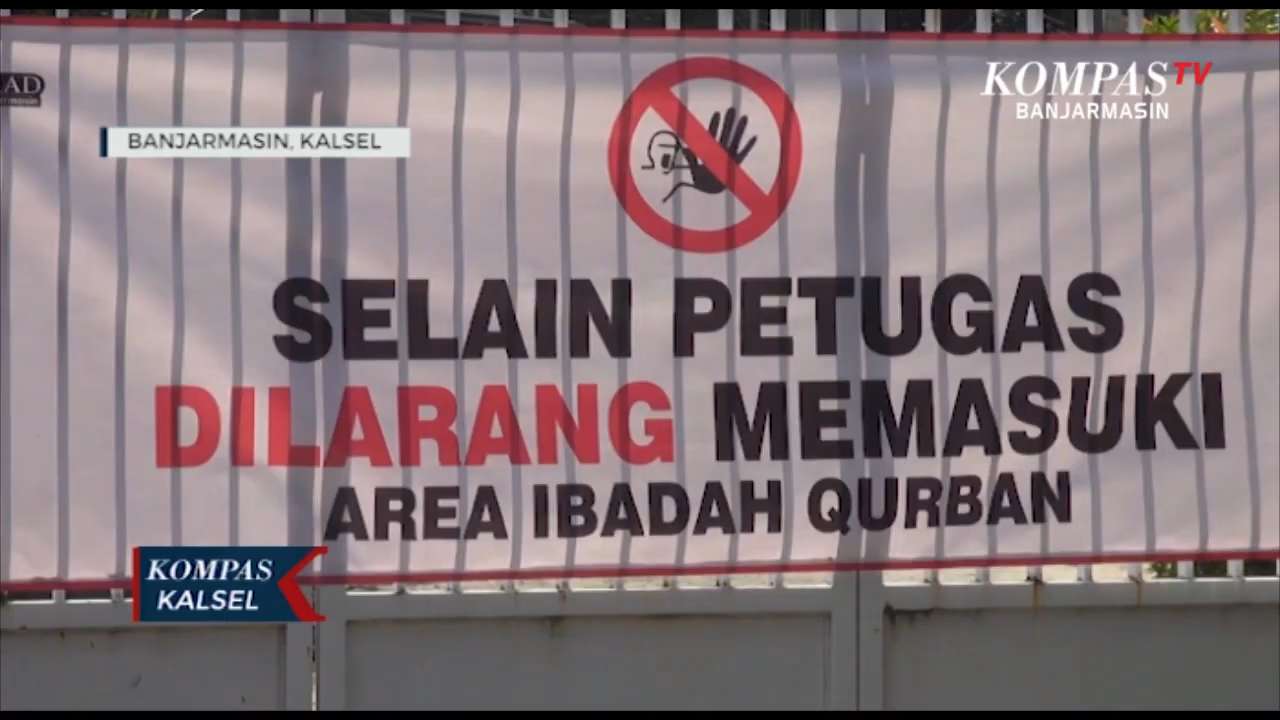 KOMPAS TV
BANJARMASIN
BANJARMASIN, KALSEL
SELAIN PETUGAS
DILARANG MEMASUKI
AREA IBADAH QURBAN
KOMPAS
KALSEL